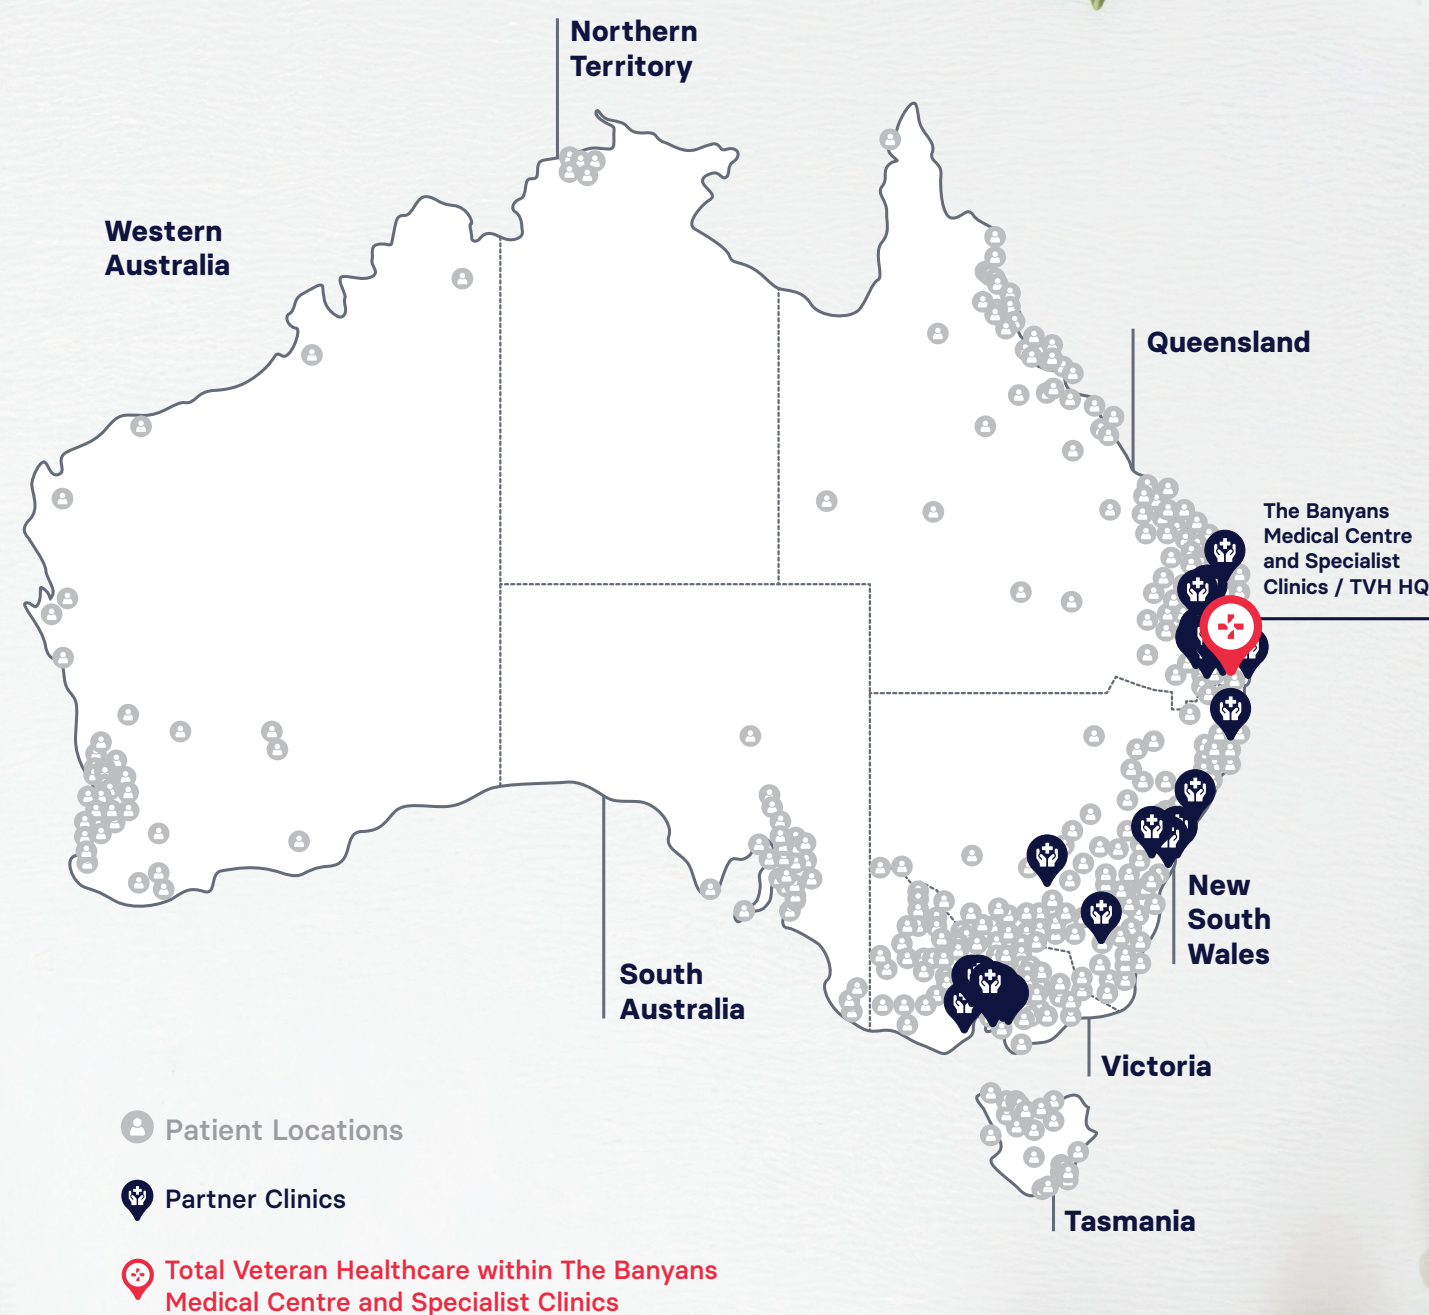 Northern
Territory
Western
Australia
Queensland
The Banyans
Medical Centre
and Specialist
Clinics / TVH HQ
New
South
Wales
South
Australia
Victoria
Tasmania
Patient Locations
Partner Clinics
Total Veteran Healthcare within The Banyans
Medical Centre and Specialist Clinics